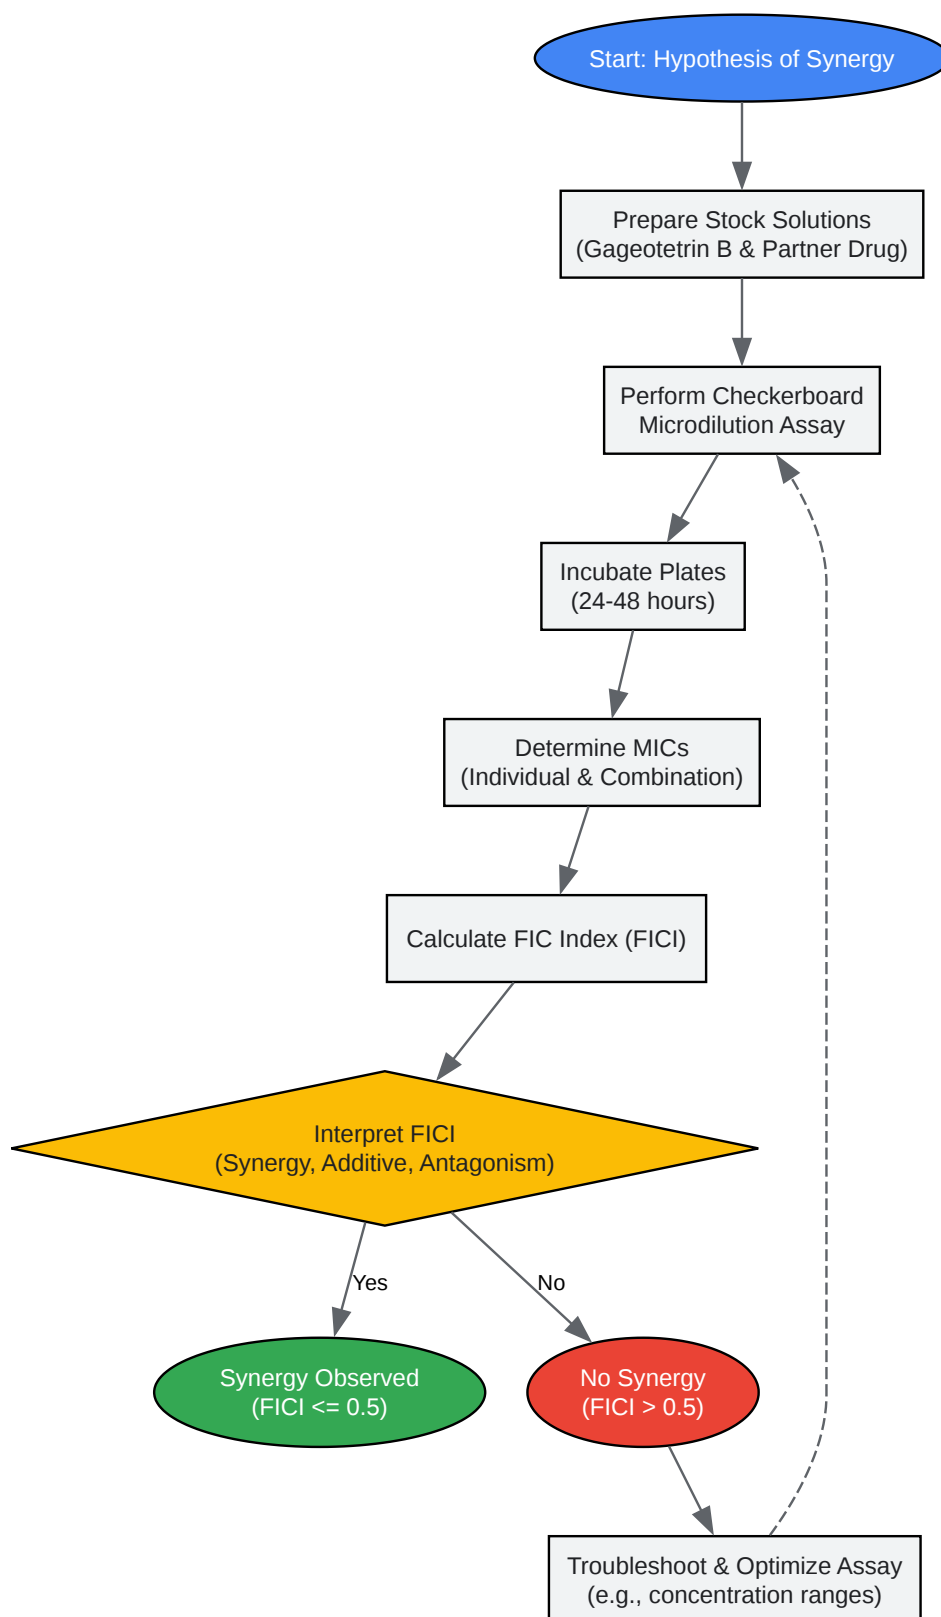 Start: Hypothesis of Synergy
Prepare Stock Solutions
(Gageotetrin B & Partner Drug)
Perform Checkerboard
Microdilution Assay
Incubate Plates
(24-48 hours)
Determine MICs
(Individual & Combination)
Calculate FIC Index (FICI)
Interpret FICI
(Synergy, Additive, Antagonism)
Yes
No
Synergy Observed
(FICI <= 0.5)
No Synergy
(FICI > 0.5)
Troubleshoot & Optimize Assay
(e.g., concentration ranges)